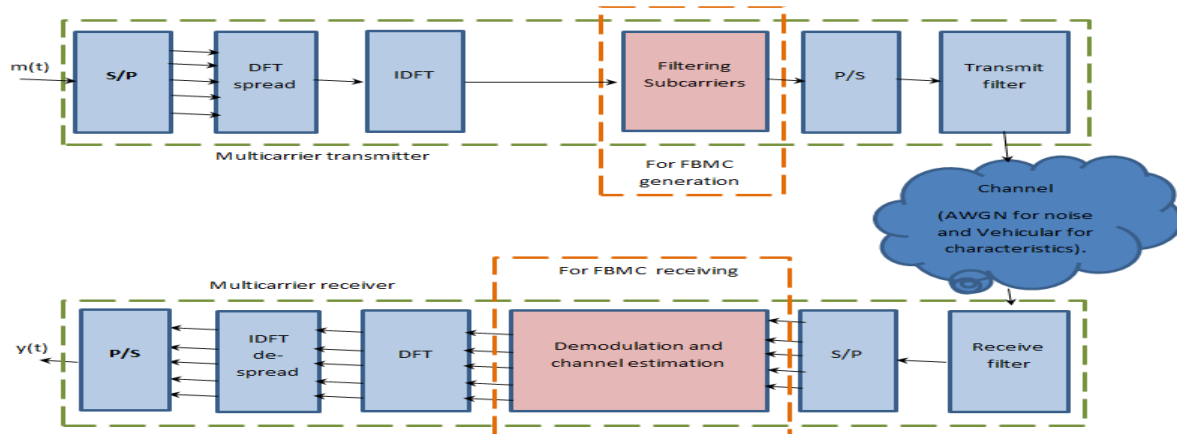 m(t)
S/P
DFT
spread
IDFT
Filtering
Subcarriers
P/S
Transmit
filter
Multicarrier transmitter
For FBMC
generation
Channel
(AWGN for noise
and Vehicular for
characteristics).
For FBMC receiving
Multicarrier receiver
y(t)
P/S
IDFT
de-
spread
DFT
Demodulation and
channel estimation
S/P
Receive
filter